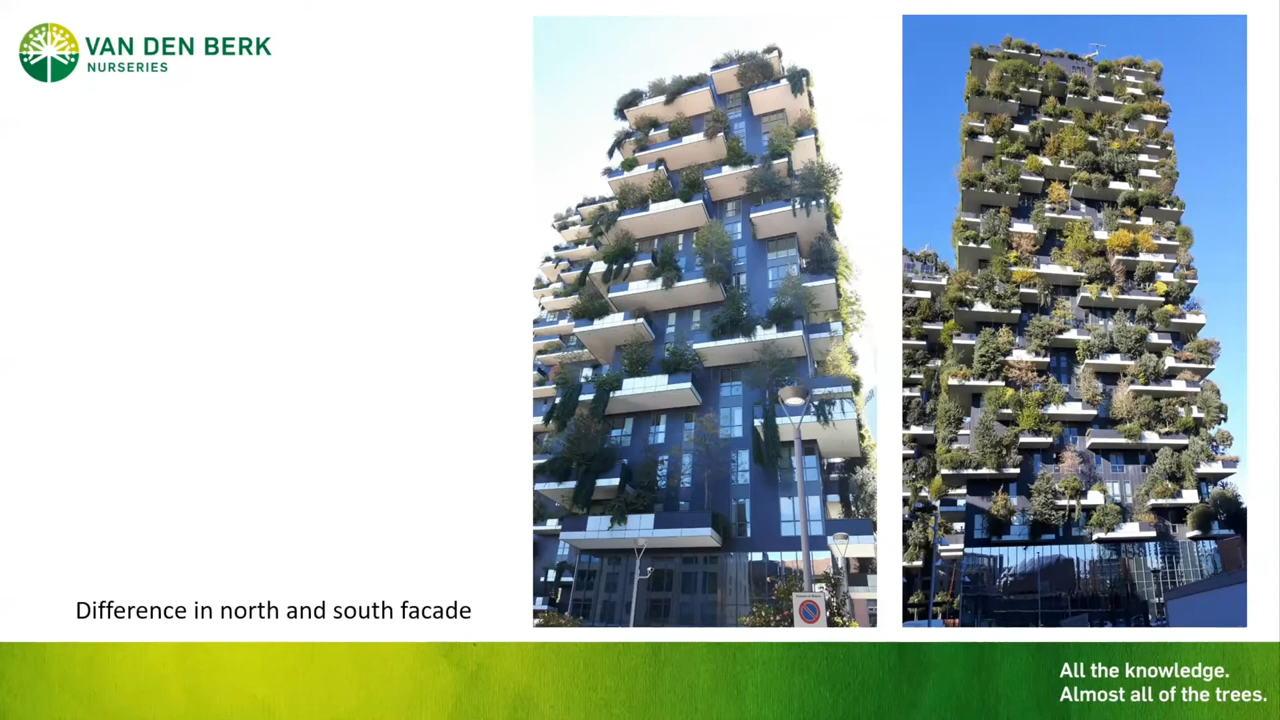 VAN DEN BERK
NURSERIES
Difference in north and south facade
All the knowledge.
Almost all of the trees.